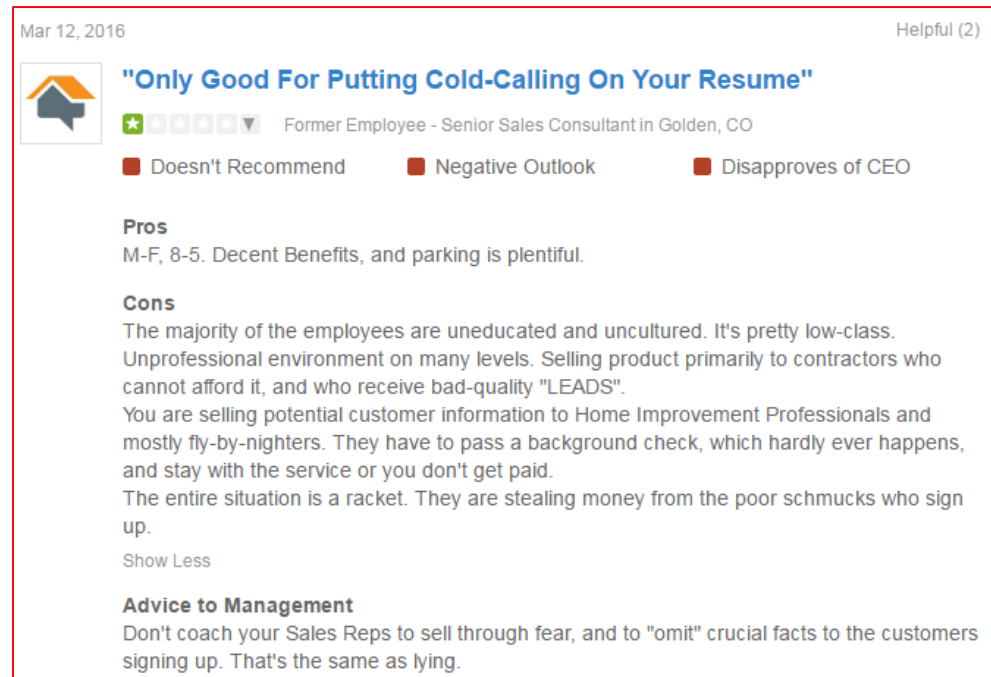 Mar 12, 2016
Helpful (2)
"Only Good For Putting Cold-Calling On Your Resume"
Former Employee - Senior Sales Consultant in Golden, CO
Doesn't Recommend
Negative Outlook
Disapproves of CEO
Pros
M-F, 8-5. Decent Benefits, and parking is plentiful.
Cons
The majority of the employees are uneducated and uncultured. It's pretty low-class.
Unprofessional environment on many levels. Selling product primarily to contractors who
cannot afford it, and who receive bad-quality "LEADS".
You are selling potential customer information to Home Improvement Professionals and
mostly fly-by-nighters. They have to pass a background check, which hardly ever happens,
and stay with the service or you don't get paid.
The entire situation is a racket. They are stealing money from the poor schmucks who sign
up.
Show Less
Advice to Management
Don't coach your Sales Reps to sell through fear, and to "omit" crucial facts to the customers
signing up. That's the same as lying.